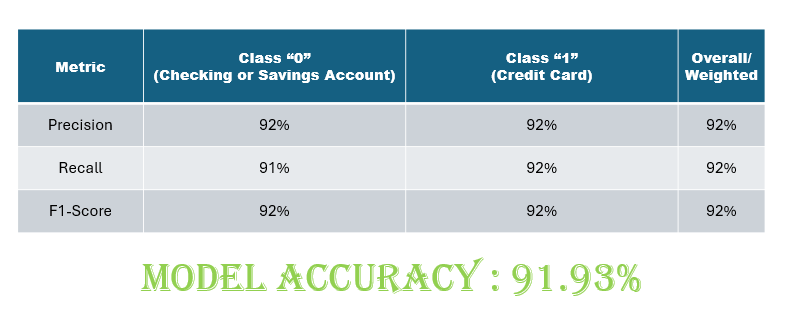 Metric
Class “0”
(Checking or Savings Account)
Class “1”
(Credit Card)
Overall/
Weighted
Precision 92% 92% 92%
Recall 91% 92% 92%
F1-Score 92% 92% 92%
MODEL ACCURACY : 91.93%